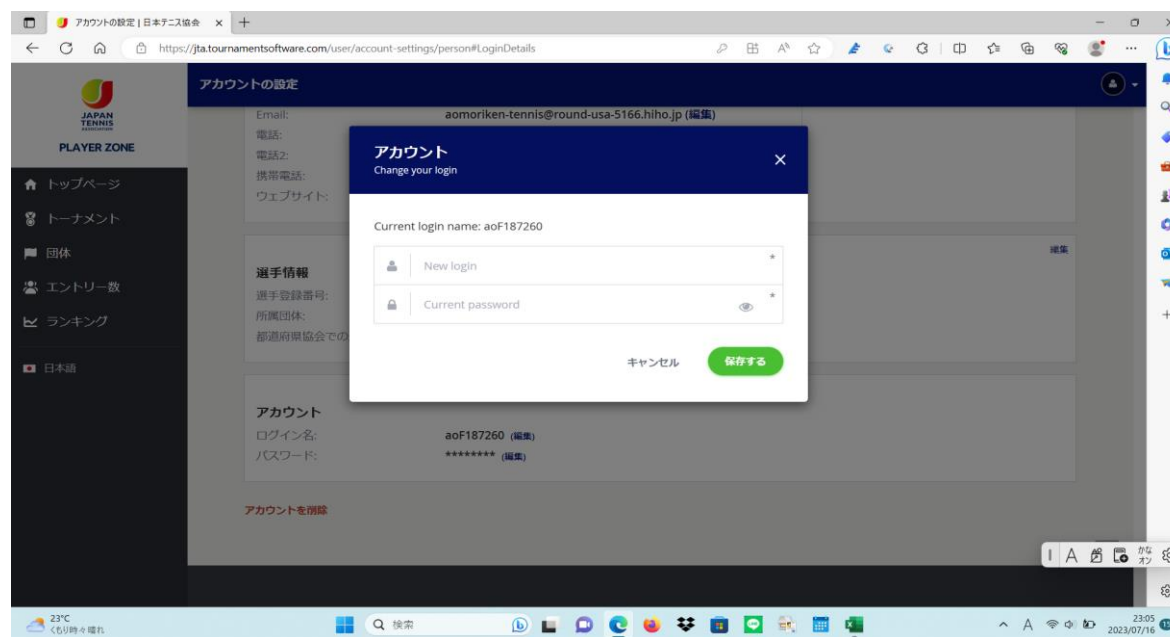 アカウントの設定 | 日本テニス協会
https://jta.tournamentsoftware.com/user/account-settings/person#LoginDetails
JAPAN
TENNIS
ASSOCIATION
PLAYER ZONE
トップページ
トーナメント
団体
エントリー数
ランキング
日本語
アカウントの設定
Email: aomoriken-tennis@round-usa-5166.hiho.jp (編集)
電話:
電話2:
携帯電話:
ウェブサイト:
アカウント
Change your login
Current login name: aoF187260
New login *
Current password *
キャンセル 保存する
編集
選手情報
選手登録番号:
所属団体:
都道府県協会での
アカウント
ログイン名: aoF187260 (編集)
パスワード: ******** (編集)
アカウントを削除
A かな
オン
23°C
くもり時々晴れ
検索
A
23:05
2023/07/16